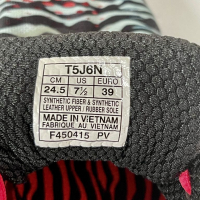 T5J6N
CM US EURO
24.5 7½ 39
SYNTHETIC FIBER & SYNTHETIC
LEATHER UPPER / RUBBER SOLE
MADE IN VIETNAM
FABRIQUE AU VIETNAM
F450415 PV